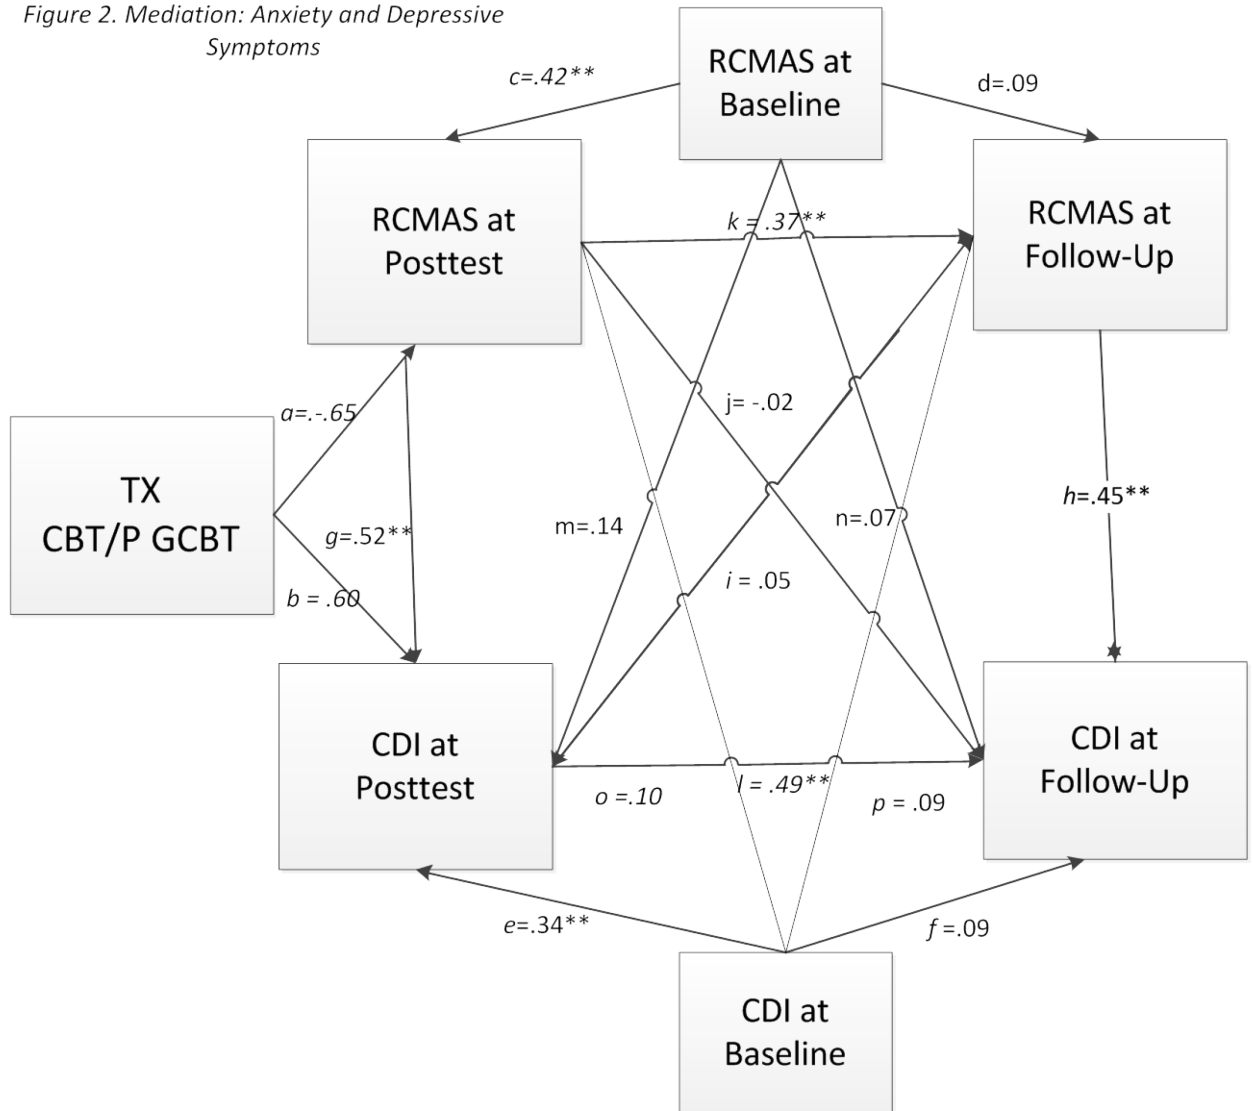 Figure 2. Mediation: Anxiety and Depressive
Symptoms
RCMAS at
Baseline
c=.42**
d=.09
RCMAS at
Posttest
RCMAS at
Follow-Up
k = .37**
a=.-.65
j= -.02
TX
CBT/P GCBT
g=.52**
m=.14
n=.07
h=.45**
i = .05
b = .60
CDI at
Posttest
CDI at
Follow-Up
o =.10
l = .49**
p = .09
e=.34**
f =.09
CDI at
Baseline